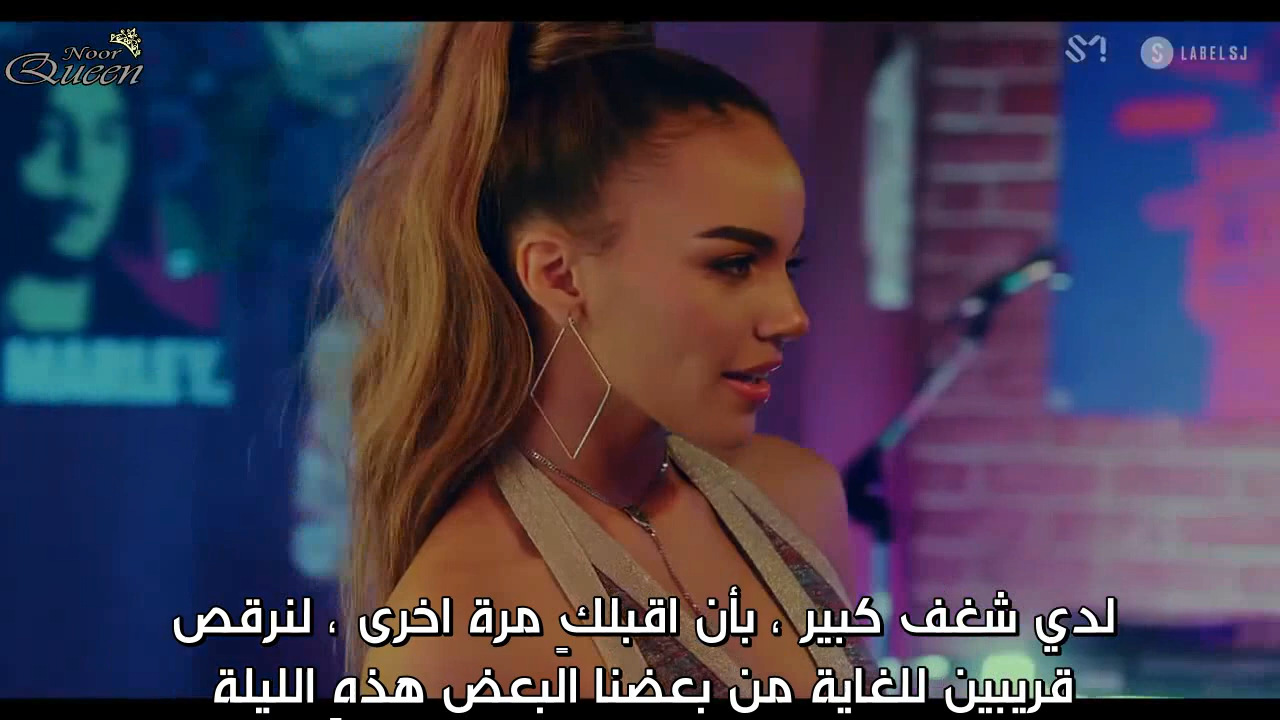 Noor
Queen
SM
S LABELSJ
MARLEY.
لدي شغف كبير ، بأن اقبلكِ مرة اخرى ، لنرقص
قريبين للغاية من بعضنا البعض هذهِ الليلة